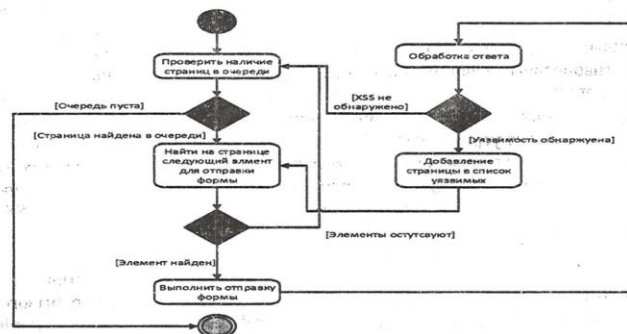 Проверить наличие
страниц в очереди
[Очередь пуста]
[Страница найдена в очереди]
Найти на странице
следующий элмент
для отправки
формы
[Элемент найден]
[Элементы остутсвуют]
Выполнить отправку
формы
Обработка ответа
[XSS не
обнаружено]
[Уязвимость обнаржуена]
Добавление
страницы в список
уязвимых